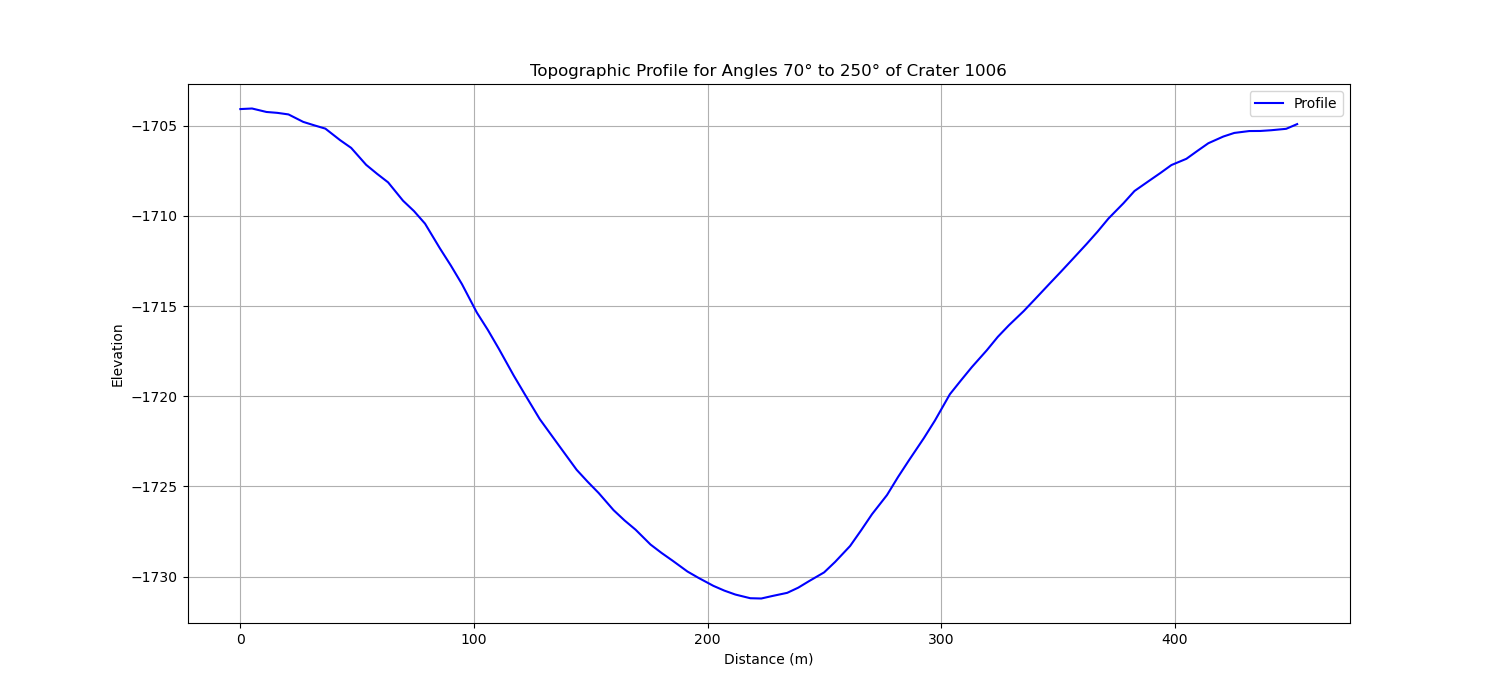 Topographic Profile for Angles 70° to 250° of Crater 1006
Profile
−1705
−1710
−1715
−1720
−1725
−1730
Elevation
0 100 200 300 400
Distance (m)